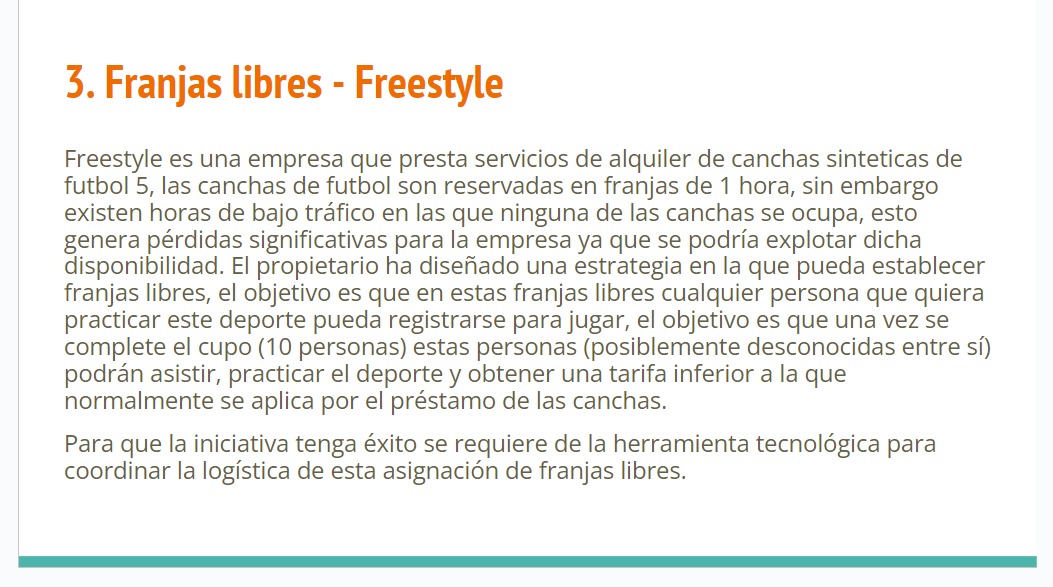 3. Franjas libres - Freestyle
Freestyle es una empresa que presta servicios de alquiler de canchas sinteticas de
futbol 5, las canchas de futbol son reservadas en franjas de 1 hora, sin embargo
existen horas de bajo tráfico en las que ninguna de las canchas se ocupa, esto
genera pérdidas significativas para la empresa ya que se podría explotar dicha
disponibilidad. El propietario ha diseñado una estrategia en la que pueda establecer
franjas libres, el objetivo es que en estas franjas libres cualquier persona que quiera
practicar este deporte pueda registrarse para jugar, el objetivo es que una vez se
complete el cupo (10 personas) estas personas (posiblemente desconocidas entre sí)
podrán asistir, practicar el deporte y obtener una tarifa inferior a la que
normalmente se aplica por el préstamo de las canchas.
Para que la iniciativa tenga éxito se requiere de la herramienta tecnológica para
coordinar la logística de esta asignación de franjas libres.